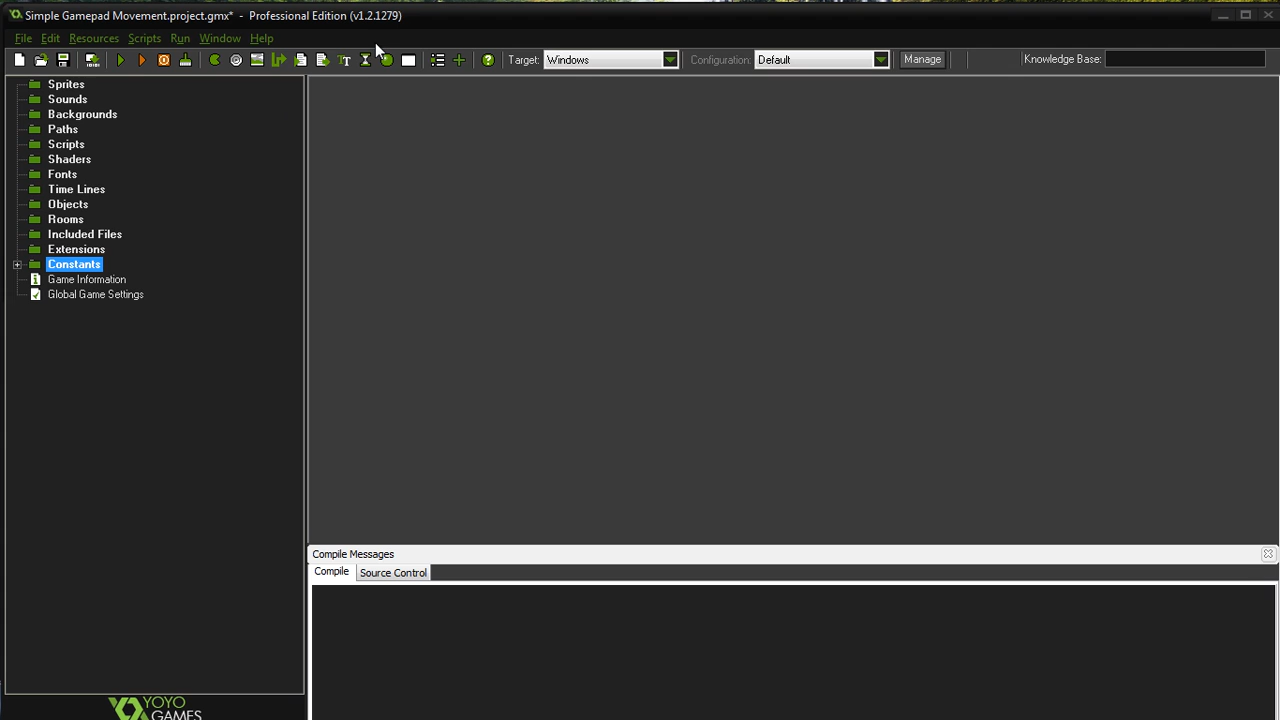 Simple Gamepad Movement.project.gmx* - Professional Edition (v1.2.1279)
File Edit Resources Scripts Run Window Help
Target: Windows Configuration: Default Manage Knowledge Base:
Sprites
Sounds
Backgrounds
Paths
Scripts
Shaders
Fonts
Time Lines
Objects
Rooms
Included Files
Extensions
Constants
Game Information
Global Game Settings
Compile Messages
Compile Source Control
YOYO
GAMES